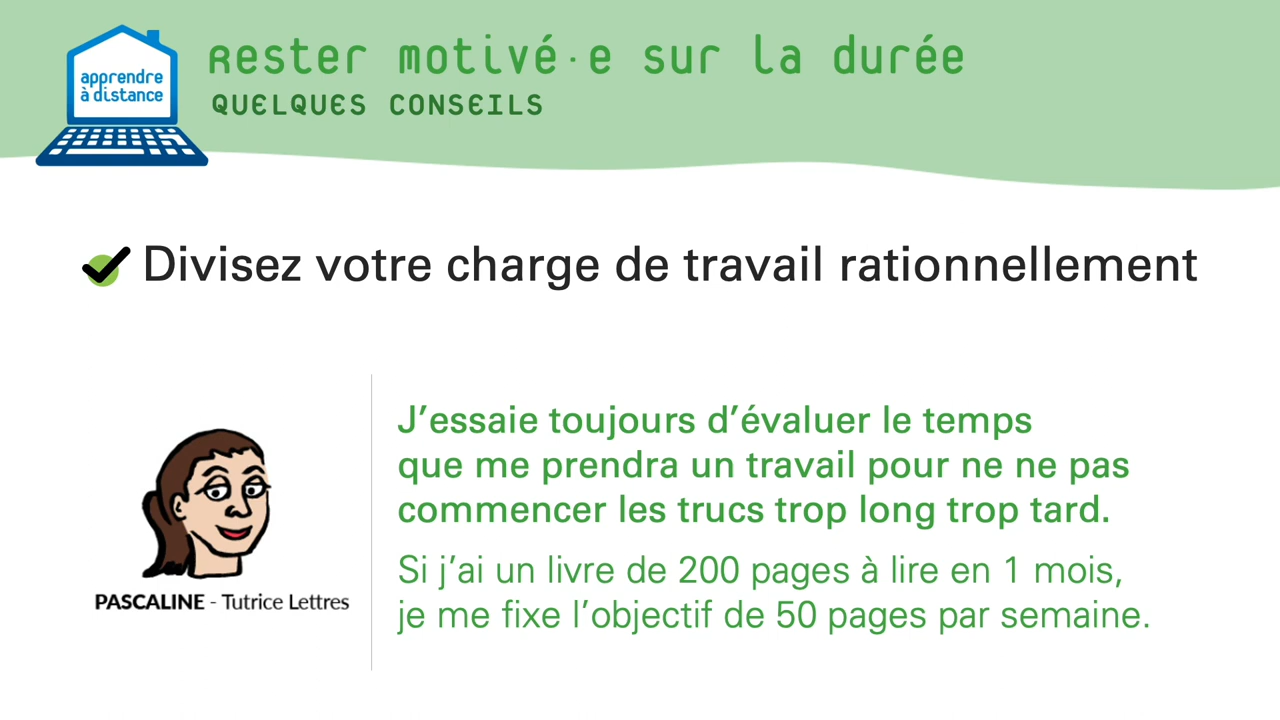 apprendre
à distance
Rester motivé·e sur la durée
QUELQUES CONSEILS
Divisez votre charge de travail rationnellement
J’essaie toujours d’évaluer le temps
que me prendra un travail pour ne ne pas
commencer les trucs trop long trop tard.
Si j’ai un livre de 200 pages à lire en 1 mois,
je me fixe l’objectif de 50 pages par semaine.
PASCALINE - Tutrice Lettres